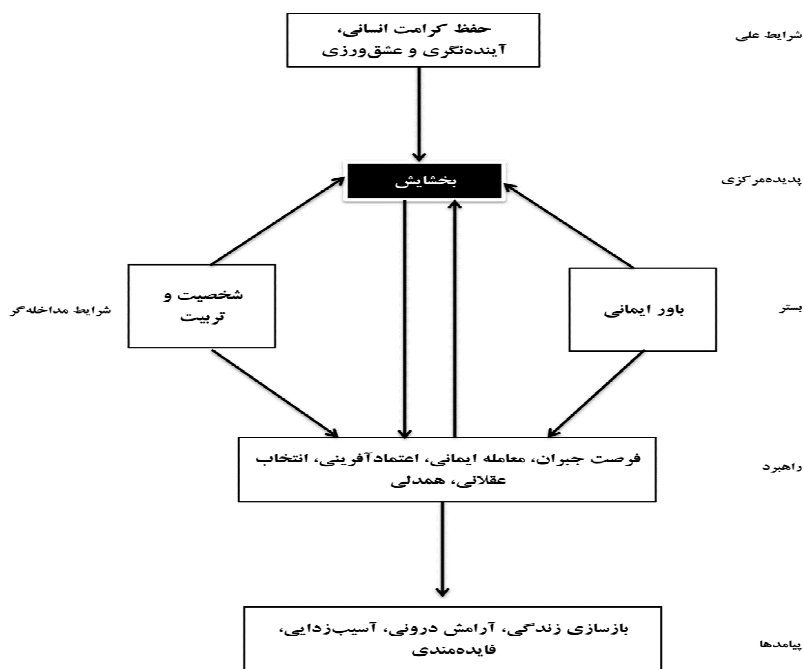 شرایط علی
حفظ کرامت انسانی،
آینده‌نگری و عشق‌ورزی
پدیده‌مرکزی
بخشایش
بستر
باور ایمانی
شخصیت و
تربیت
شرایط مداخله‌گر
راهبرد
فرصت جبران، معامله ایمانی، اعتمادآفرینی، انتخاب
عقلانی، همدلی
پیامدها
بازسازی زندگی، آرامش درونی، آسیب‌زدایی،
فایده‌مندی